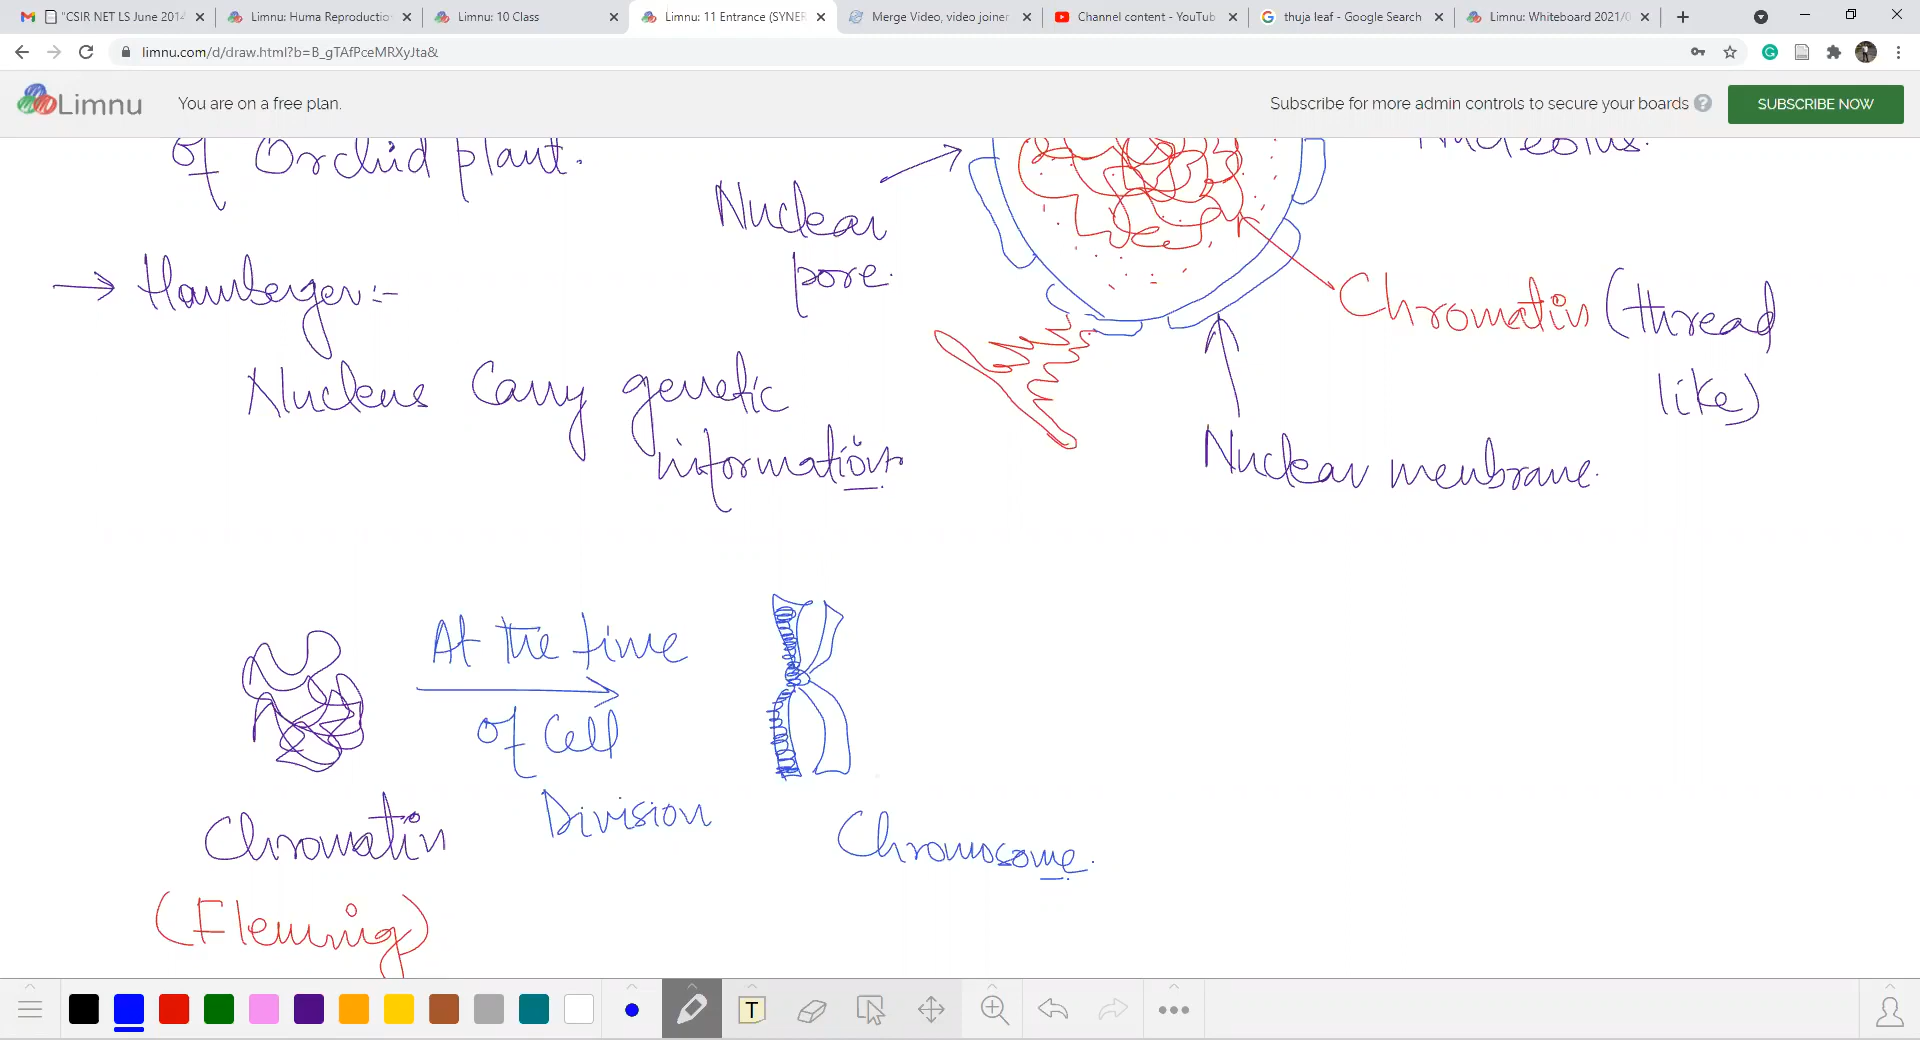 "CSIR NET LS June 2014
Limnu: Huma Reproductio
Limnu: 10 Class
Limnu: 11 Entrance (SYNER
Merge Video, video joiner
Channel content - YouTub
thuja leaf - Google Search
Limnu: Whiteboard 2021/0
limnu.com/d/draw.html?b=B_gTAfPceMRXyJta&
Limnu
You are on a free plan.
Subscribe for more admin controls to secure your boards ?
SUBSCRIBE NOW
of Orchid plant.
Nucleolus.
Nuclear
pore.
→ Hamberger:-
Chromatin (thread
like)
Nucleus Carry genetic
information.
Nuclear menbrane.
At the time
of Cell
Division
Chromatin
Chromosome.
(Flemnig)
T